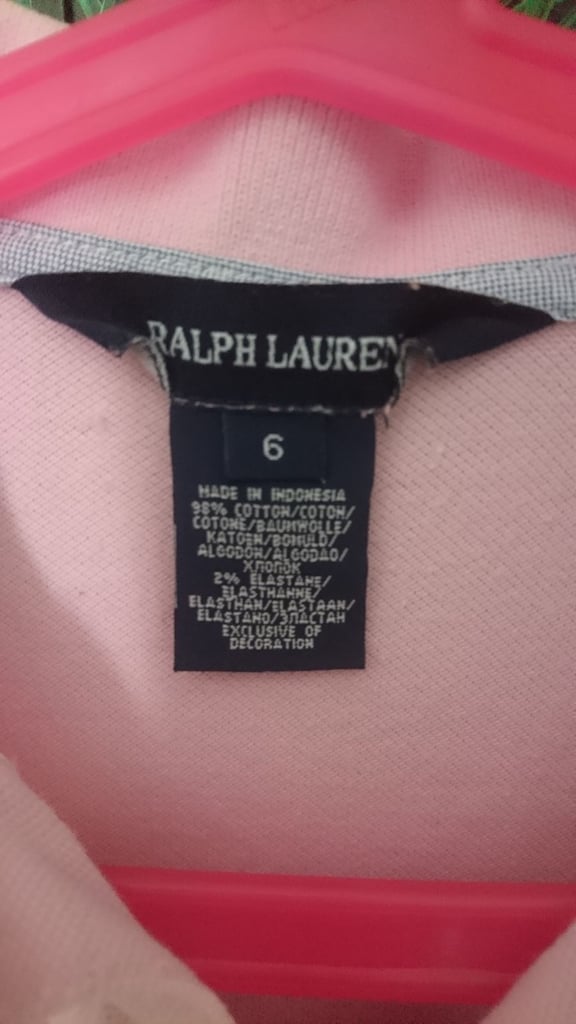 RALPH LAUREN
6
MADE IN INDONESIA
98% COTTON/COTON/
COTONE/BAUMWOLLE/
KATOEN/BOMULD/
ALGODON/ALGODAO/
ХЛОПОК
2% ELASTANE/
ELASTHANNE/
ELASTHAN/ELASTAAN/
ELASTANO/ЭЛАСТАН
EXCLUSIVE OF
DECORATION